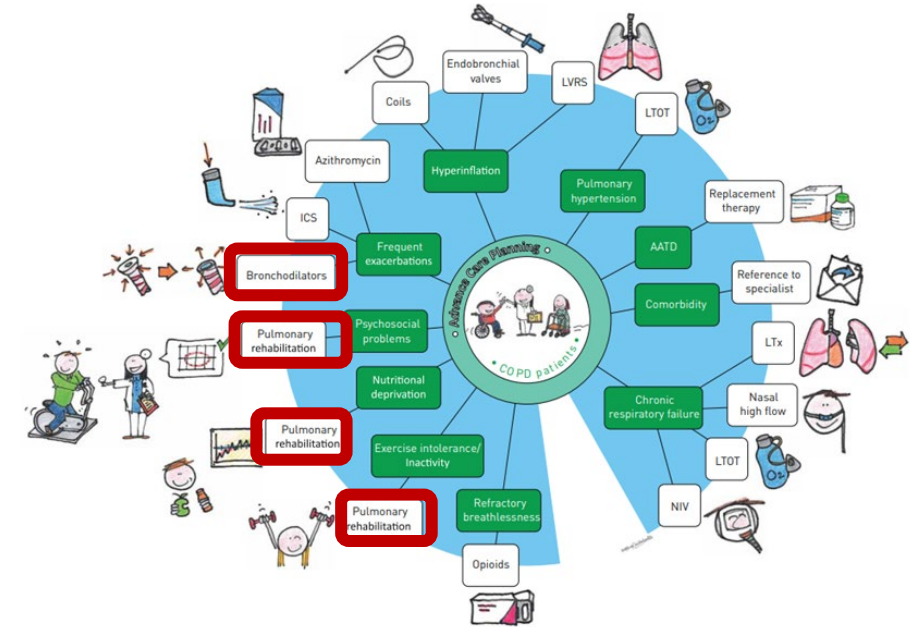 Endobronchial
valves
LVRS
Coils
LTOT
O₂
Azithromycin
Hyperinflation
Pulmonary
hypertension
Replacement
therapy
ICS
Frequent
exacerbations
AATD
Advance Care Planning
Bronchodilators
Comorbidity
Reference to
specialist
Pulmonary
rehabilitation
Psychosocial
problems
COPD patients
LTx
Nutritional
deprivation
Chronic
respiratory failure
Nasal
high flow
Pulmonary
rehabilitation
Exercise intolerance/
Inactivity
LTOT
O₂
Pulmonary
rehabilitation
Refractory
breathlessness
NIV
Opioids